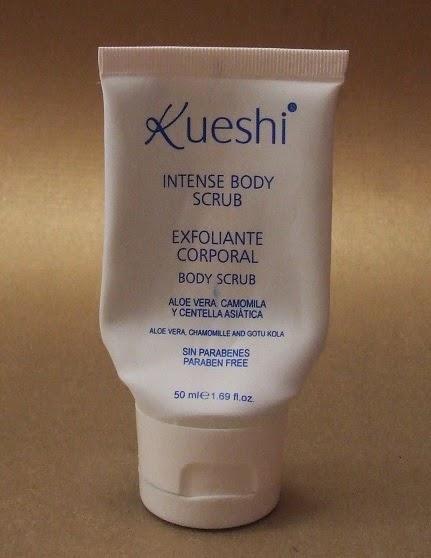 Kueshi
INTENSE BODY
SCRUB
EXFOLIANTE
CORPORAL
BODY SCRUB
ALOE VERA, CAMOMILA
Y CENTELLA ASIÁTICA
ALOE VERA, CHAMOMILLE AND GOTU KOLA
SIN PARABENES
PARABEN FREE
50 ml ℮ 1.69 fl.oz.